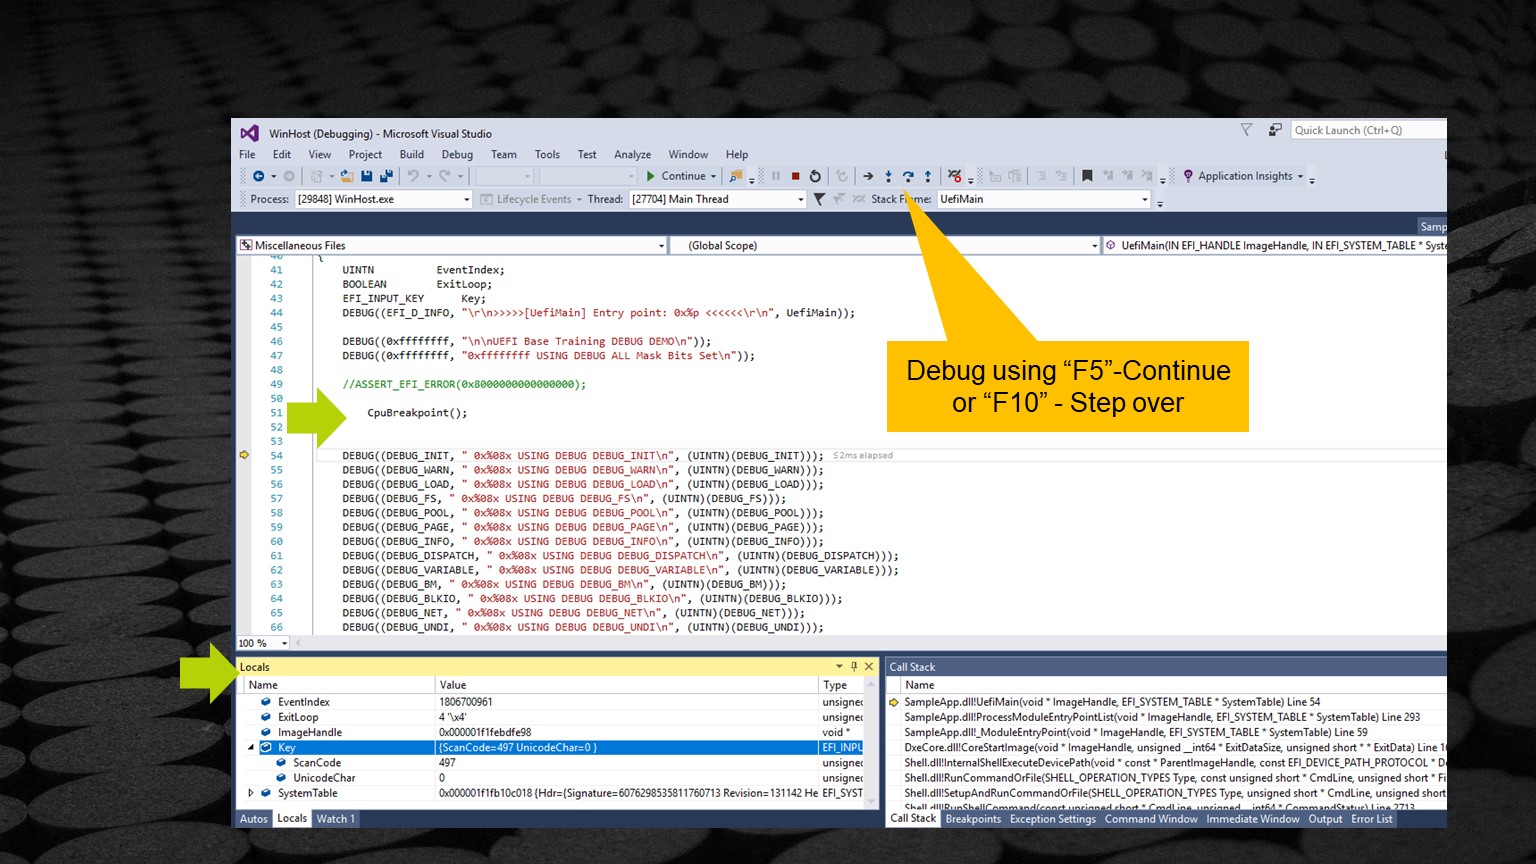 WinHost (Debugging) - Microsoft Visual Studio
Quick Launch (Ctrl+Q)
File Edit View Project Build Debug Team Tools Test Analyze Window Help
Continue Application Insights
Process: [29848] WinHost.exe Lifecycle Events Thread: [27704] Main Thread Stack Frame: UefiMain
Samp
Miscellaneous Files (Global Scope) UefiMain(IN EFI_HANDLE ImageHandle, IN EFI_SYSTEM_TABLE * Syste
40 {
41 UINTN EventIndex;
42 BOOLEAN ExitLoop;
43 EFI_INPUT_KEY Key;
44 DEBUG((EFI_D_INFO, "\r\n>>>>>[UefiMain] Entry point: 0x%p <<<<<<\r\n", UefiMain));
45
46 DEBUG((0xffffffff, "\n\nUEFI Base Training DEBUG DEMO\n"));
47 DEBUG((0xffffffff, "0xffffffff USING DEBUG ALL Mask Bits Set\n"));
48
49 //ASSERT_EFI_ERROR(0x8000000000000000);
50
51 CpuBreakpoint();
52
53
54 DEBUG((DEBUG_INIT, " 0x%08x USING DEBUG DEBUG_INIT\n", (UINTN)(DEBUG_INIT))); ≤2ms elapsed
55 DEBUG((DEBUG_WARN, " 0x%08x USING DEBUG DEBUG_WARN\n", (UINTN)(DEBUG_WARN)));
56 DEBUG((DEBUG_LOAD, " 0x%08x USING DEBUG DEBUG_LOAD\n", (UINTN)(DEBUG_LOAD)));
57 DEBUG((DEBUG_FS, " 0x%08x USING DEBUG DEBUG_FS\n", (UINTN)(DEBUG_FS)));
58 DEBUG((DEBUG_POOL, " 0x%08x USING DEBUG DEBUG_POOL\n", (UINTN)(DEBUG_POOL)));
59 DEBUG((DEBUG_PAGE, " 0x%08x USING DEBUG DEBUG_PAGE\n", (UINTN)(DEBUG_PAGE)));
60 DEBUG((DEBUG_INFO, " 0x%08x USING DEBUG DEBUG_INFO\n", (UINTN)(DEBUG_INFO)));
61 DEBUG((DEBUG_DISPATCH, " 0x%08x USING DEBUG DEBUG_DISPATCH\n", (UINTN)(DEBUG_DISPATCH)));
62 DEBUG((DEBUG_VARIABLE, " 0x%08x USING DEBUG DEBUG_VARIABLE\n", (UINTN)(DEBUG_VARIABLE)));
63 DEBUG((DEBUG_BM, " 0x%08x USING DEBUG DEBUG_BM\n", (UINTN)(DEBUG_BM)));
64 DEBUG((DEBUG_BLKIO, " 0x%08x USING DEBUG DEBUG_BLKIO\n", (UINTN)(DEBUG_BLKIO)));
65 DEBUG((DEBUG_NET, " 0x%08x USING DEBUG DEBUG_NET\n", (UINTN)(DEBUG_NET)));
66 DEBUG((DEBUG_UNDI, " 0x%08x USING DEBUG DEBUG_UNDI\n", (UINTN)(DEBUG_UNDI)));
Debug using “F5”-Continue
or “F10” - Step over
100 %
Locals
Name Value Type
EventIndex 1806700961 unsigned
ExitLoop 4 '\x4' unsigned
ImageHandle 0x000001f1febdfe98 void *
Key {ScanCode=497 UnicodeChar=0 } EFI_INPU
ScanCode 497 unsigned
UnicodeChar 0 unsigned
SystemTable 0x000001f1fb10c018 {Hdr={Signature=6076298535811760713 Revision=131142 He EFI_SYST
Autos Locals Watch 1
Call Stack
Name
SampleApp.dll!UefiMain(void * ImageHandle, EFI_SYSTEM_TABLE * SystemTable) Line 54
SampleApp.dll!ProcessModuleEntryPointList(void * ImageHandle, EFI_SYSTEM_TABLE * SystemTable) Line 293
SampleApp.dll!_ModuleEntryPoint(void * ImageHandle, EFI_SYSTEM_TABLE * SystemTable) Line 59
DxeCore.dll!CoreStartImage(void * ImageHandle, unsigned __int64 * ExitDataSize, unsigned short * * ExitData) Line 1
Shell.dll!InternalShellExecuteDevicePath(void * const * ParentImageHandle, const EFI_DEVICE_PATH_PROTOCOL * D
Shell.dll!RunCommandOrFile(SHELL_OPERATION_TYPES Type, const unsigned short * CmdLine, const unsigned short * Fi
Shell.dll!SetupAndRunCommandOrFile(SHELL_OPERATION_TYPES Type, unsigned short * CmdLine, unsigned short * F
Shell.dll!RunShellCommand(const unsigned short * CmdLine, unsigned __int64 * CommandStatus) Line 2713
Call Stack Breakpoints Exception Settings Command Window Immediate Window Output Error List